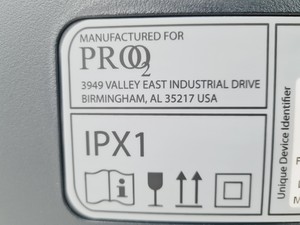 MANUFACTURED FOR
PRO2
3949 VALLEY EAST INDUSTRIAL DRIVE
BIRMINGHAM, AL 35217 USA
IPX1
i
Unique Device Identifier